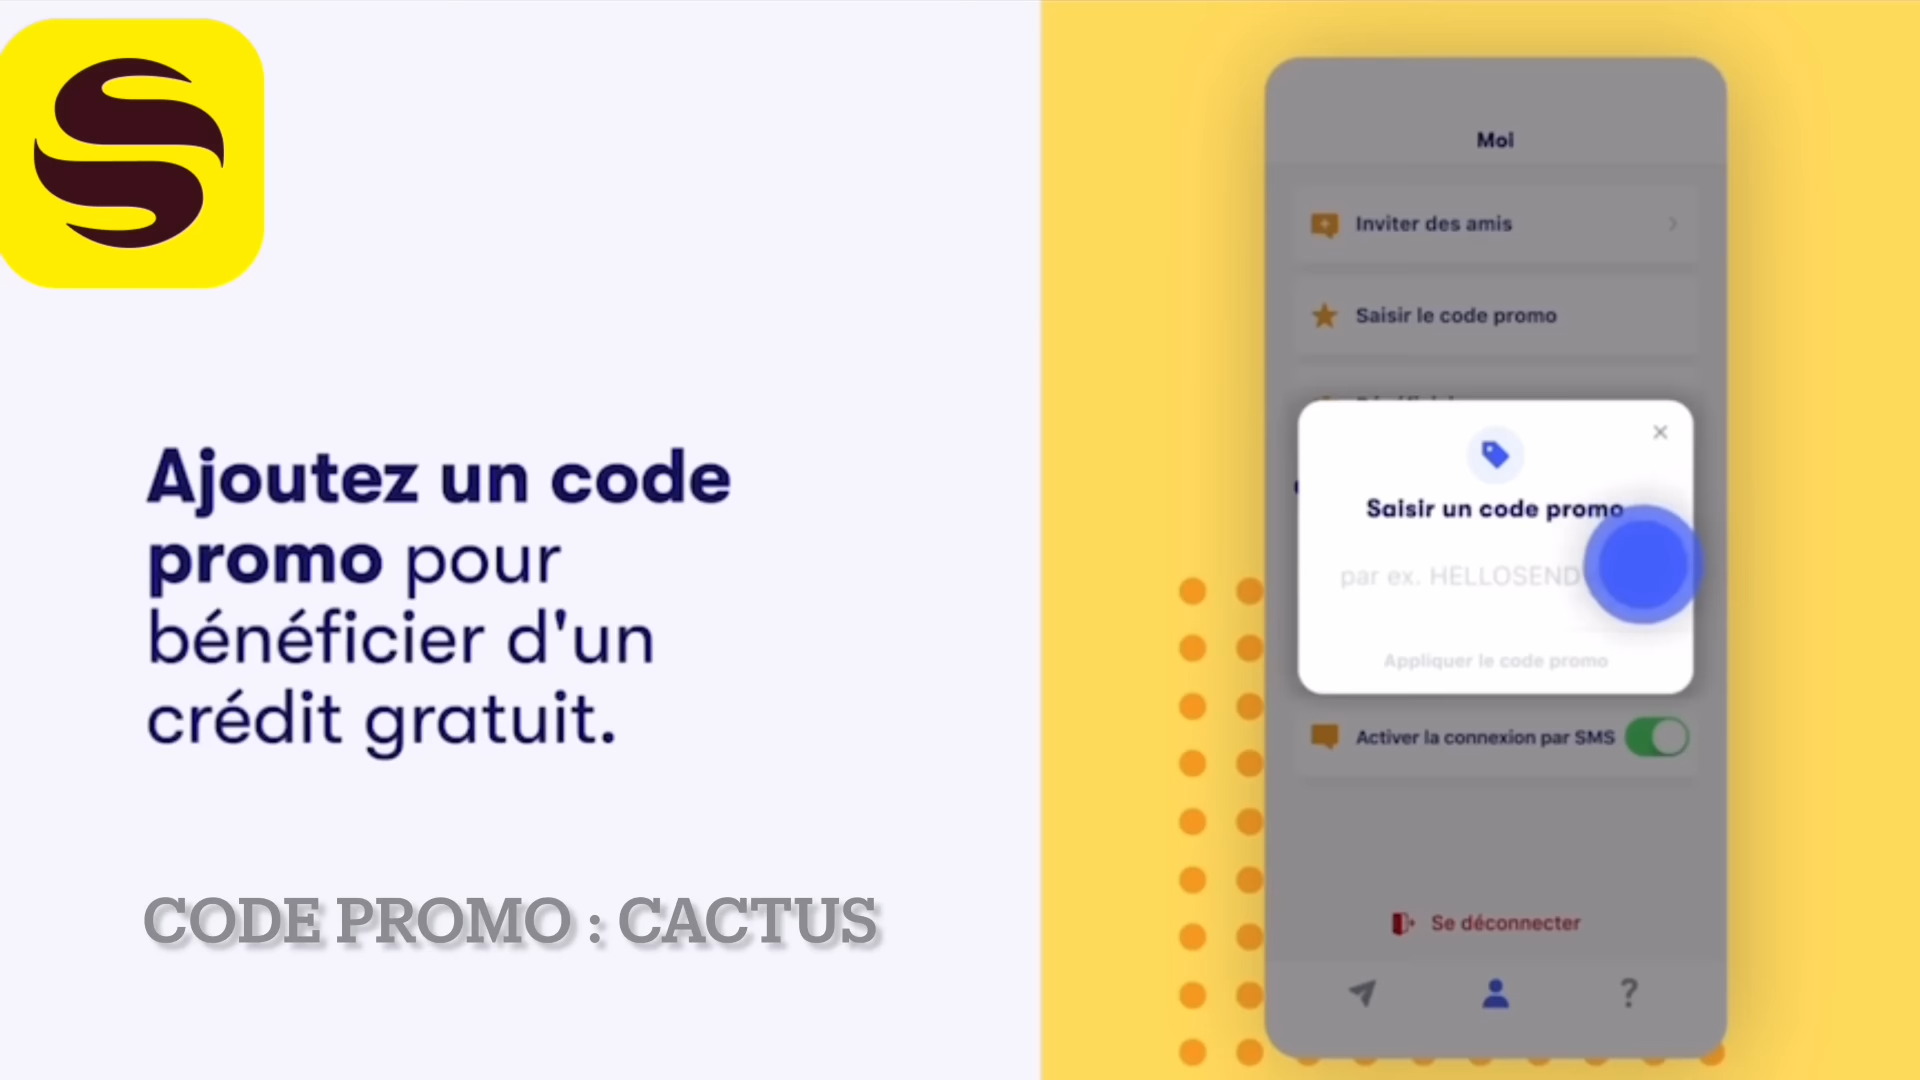 Ajoutez un code
promo pour
bénéficier d'un
crédit gratuit.
CODE PROMO : CACTUS
Moi
Inviter des amis
Saisir le code promo
Saisir un code promo
par ex. HELLOSEND
Appliquer le code promo
Activer la connexion par SMS
Se déconnecter